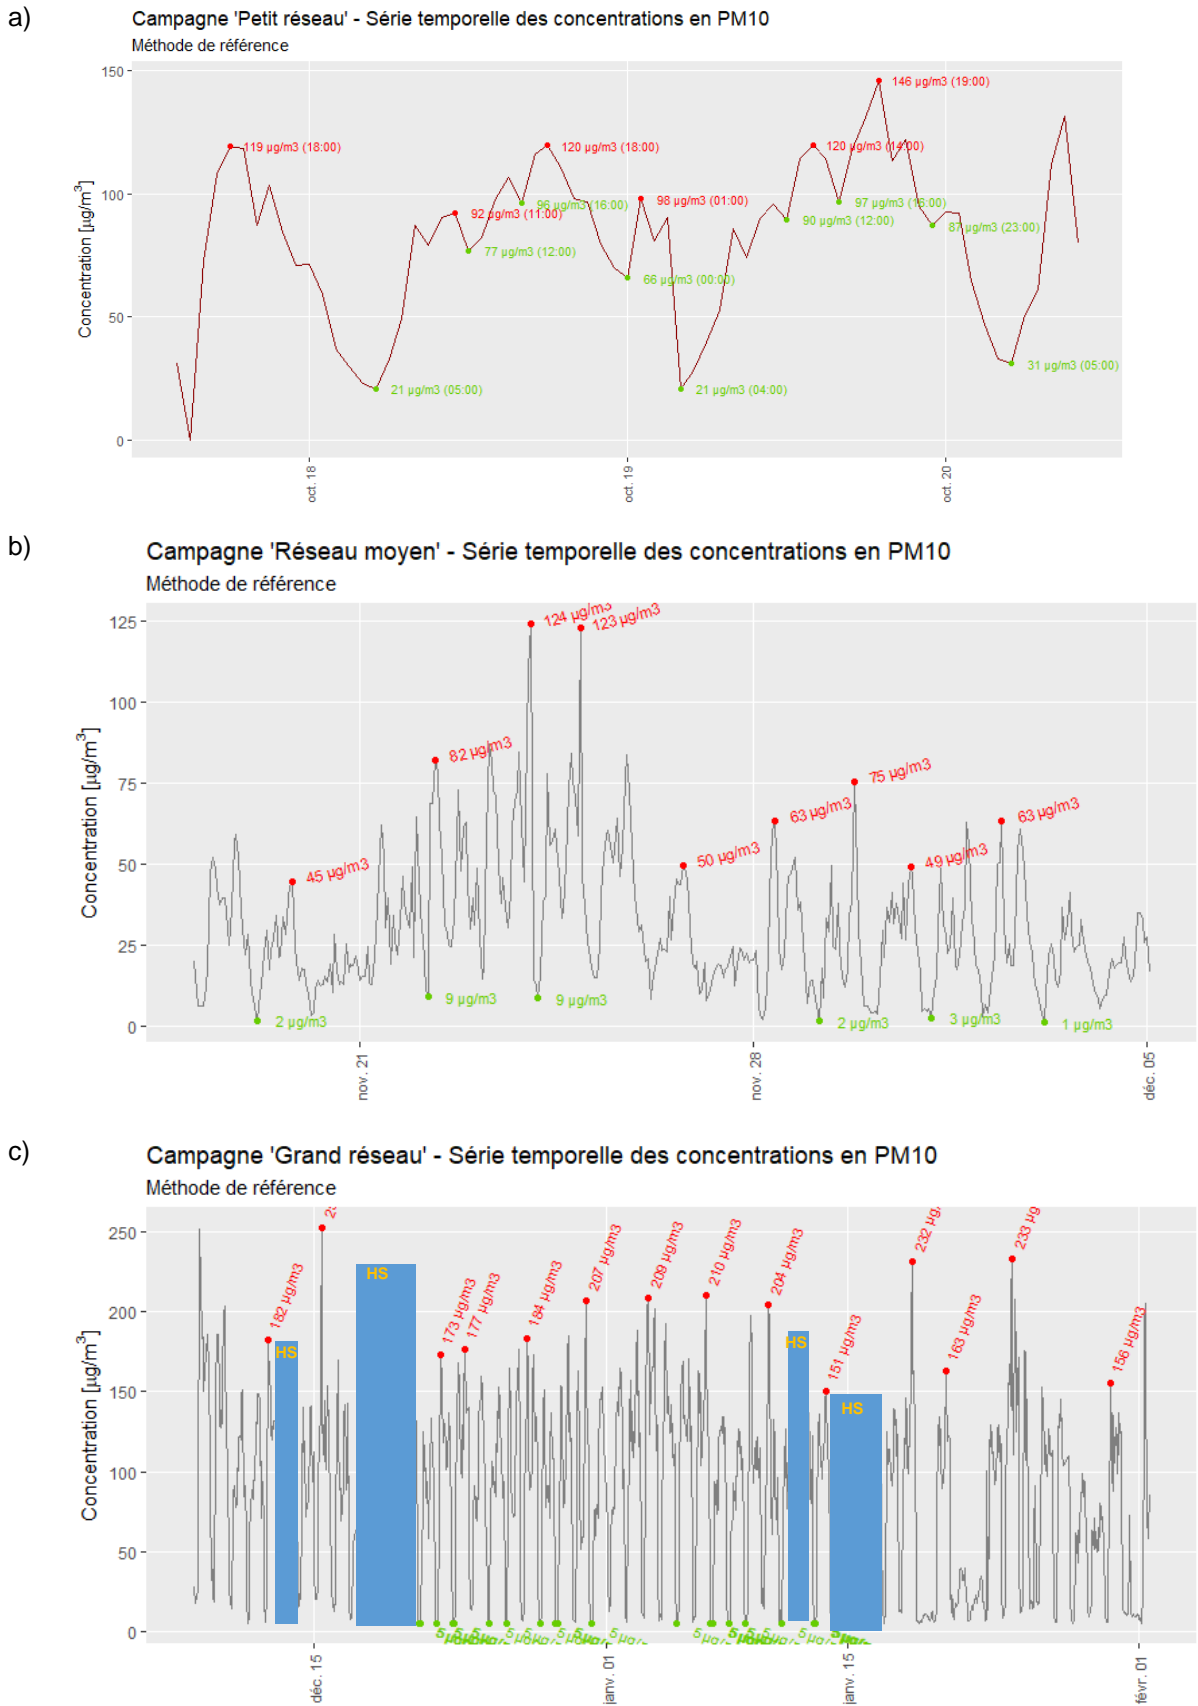 a)
Campagne 'Petit réseau' - Série temporelle des concentrations en PM10
Méthode de référence
Concentration [µg/m³]
150
100
50
0
146 µg/m3 (19:00)
119 µg/m3 (18:00)
120 µg/m3 (18:00)
120 µg/m3 (14:00)
92 µg/m3 (11:00)
96 µg/m3 (16:00)
98 µg/m3 (01:00)
97 µg/m3 (16:00)
90 µg/m3 (12:00)
87 µg/m3 (23:00)
77 µg/m3 (12:00)
66 µg/m3 (00:00)
21 µg/m3 (05:00)
21 µg/m3 (04:00)
31 µg/m3 (05:00)
oct. 18
oct. 19
oct. 20
b)
Campagne 'Réseau moyen' - Série temporelle des concentrations en PM10
Méthode de référence
Concentration [µg/m³]
125
100
75
50
25
0
124 µg/m3
123 µg/m3
82 µg/m3
75 µg/m3
63 µg/m3
63 µg/m3
45 µg/m3
50 µg/m3
49 µg/m3
2 µg/m3
9 µg/m3
9 µg/m3
2 µg/m3
3 µg/m3
1 µg/m3
nov. 21
nov. 28
déc. 05
c)
Campagne 'Grand réseau' - Série temporelle des concentrations en PM10
Méthode de référence
Concentration [µg/m³]
250
200
150
100
50
0
182 µg/m3
173 µg/m3
177 µg/m3
184 µg/m3
207 µg/m3
209 µg/m3
210 µg/m3
204 µg/m3
151 µg/m3
232 µg
163 µg/m3
233 µg
156 µg/m3
HS
HS
HS
HS
déc. 15
janv. 01
janv. 15
févr. 01